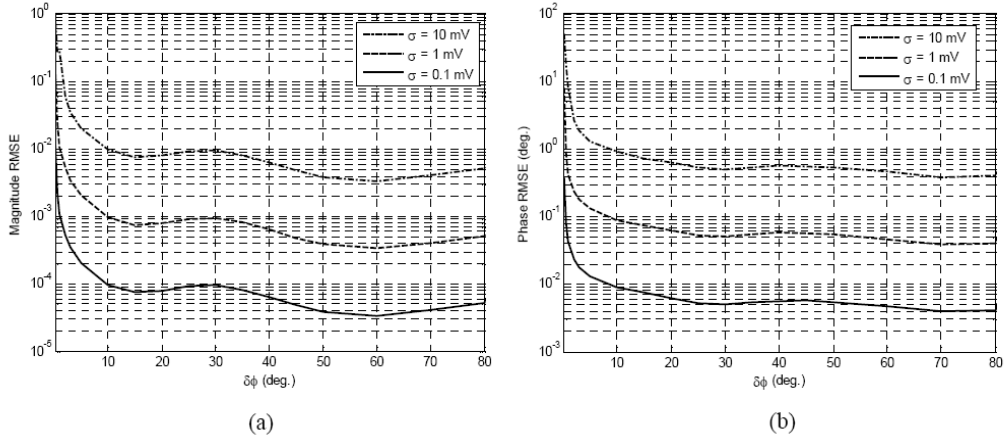 10^0
10^-1
10^-2
10^-3
10^-4
10^-5
Magnitude RMSE
σ = 10 mV
σ = 1 mV
σ = 0.1 mV
10 20 30 40 50 60 70 80
δϕ (deg.)
(a)
10^2
10^1
10^0
10^-1
10^-2
10^-3
Phase RMSE (deg.)
σ = 10 mV
σ = 1 mV
σ = 0.1 mV
10 20 30 40 50 60 70 80
δϕ (deg.)
(b)